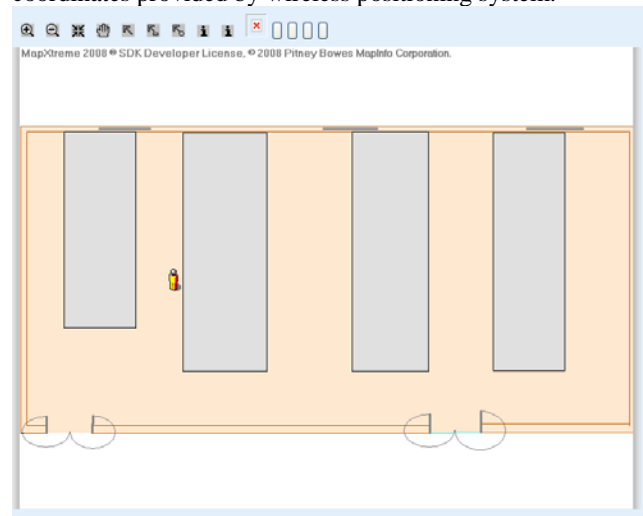 coordinates provided by wireless positioning system.
MapXtreme 2008 ® SDK Developer License, © 2008 Pitney Bowes MapInfo Corporation.